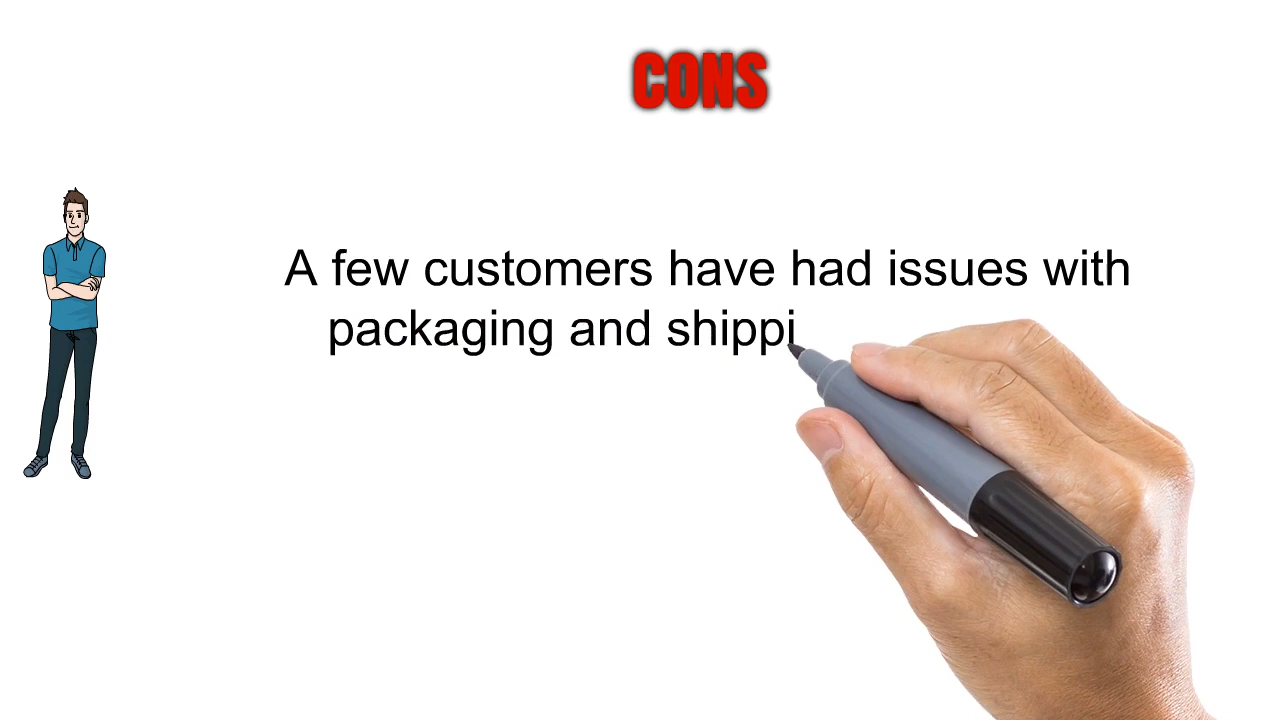 CONS
A few customers have had issues with
packaging and shippi